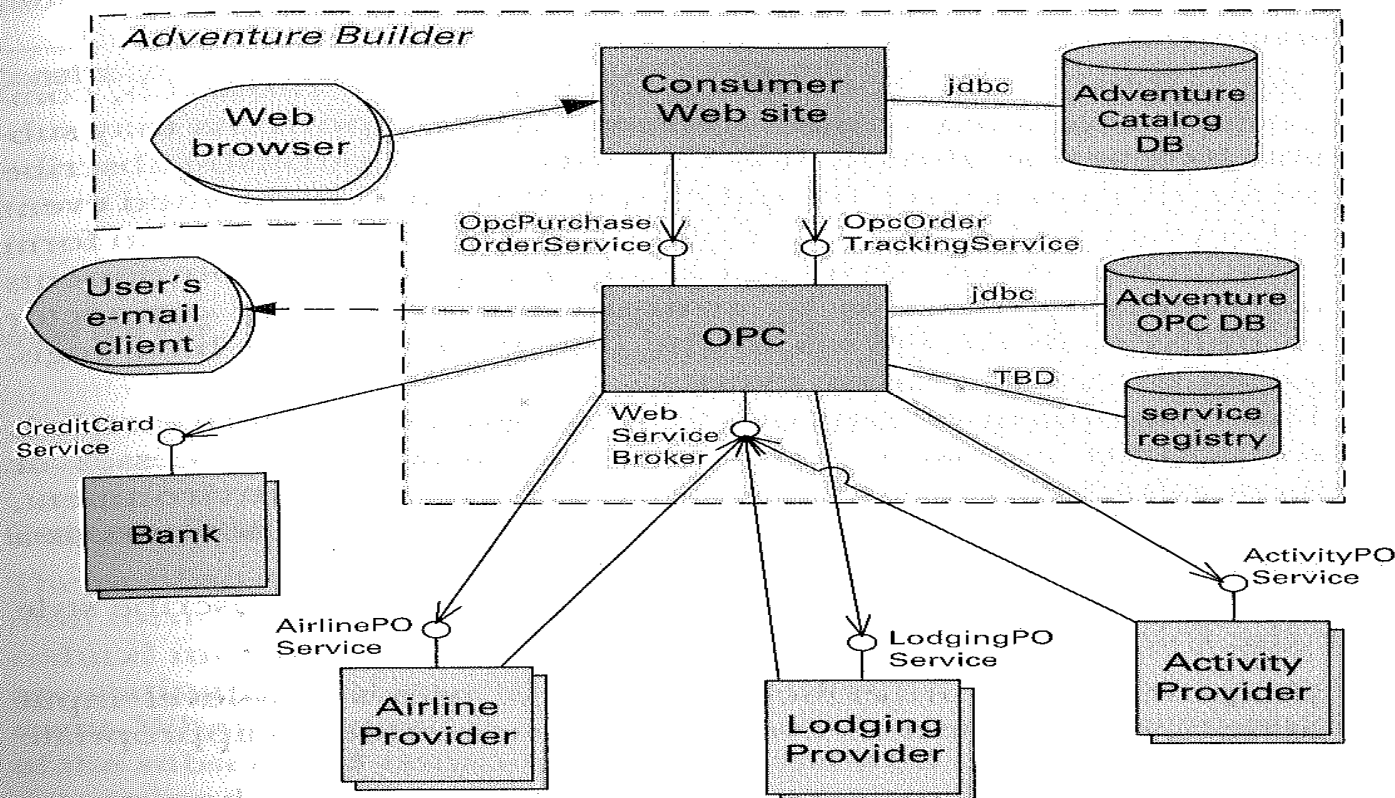 Adventure Builder
Consumer
Web site
jdbc
Adventure
Catalog
DB
Web
browser
OpcPurchase
OrderService
OpcOrder
TrackingService
User's
e-mail
client
OPC
jdbc
Adventure
OPC DB
TBD
service
registry
CreditCard
Service
Web
Service
Broker
Bank
ActivityPO
Service
AirlinePO
Service
LodgingPO
Service
Activity
Provider
Airline
Provider
Lodging
Provider